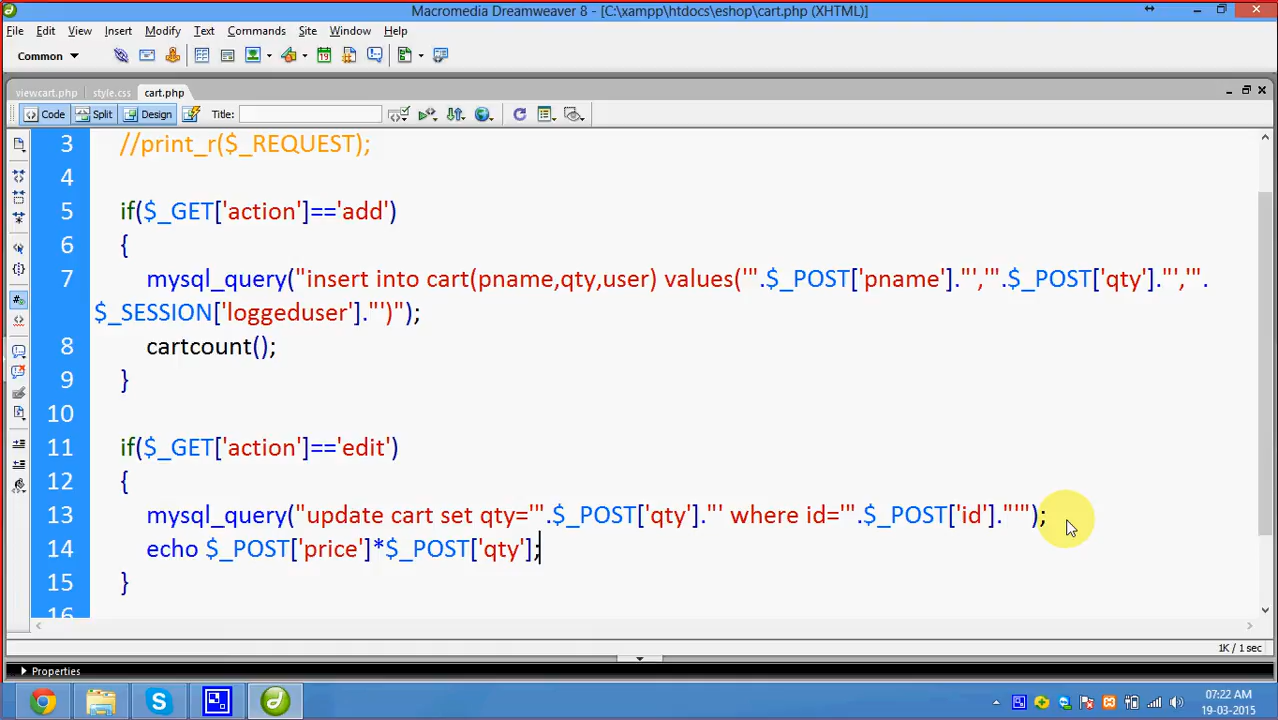 Macromedia Dreamweaver 8 - [C:\xampp\htdocs\eshop\cart.php (XHTML)]
File Edit View Insert Modify Text Commands Site Window Help
Common
viewcart.php style.css cart.php
Code Split Design Title:
3 //print_r($_REQUEST);
4
5 if($_GET['action']=='add')
6 {
7 mysql_query("insert into cart(pname,qty,user) values('".$_POST['pname']."','".$_POST['qty']."','".
$_SESSION['loggeduser']."')");
8 cartcount();
9 }
10
11 if($_GET['action']=='edit')
12 {
13 mysql_query("update cart set qty='".$_POST['qty']."' where id='".$_POST['id']."'");
14 echo $_POST['price']*$_POST['qty'];
15 }
16
1K / 1 sec
Properties
07:22 AM
19-03-2015